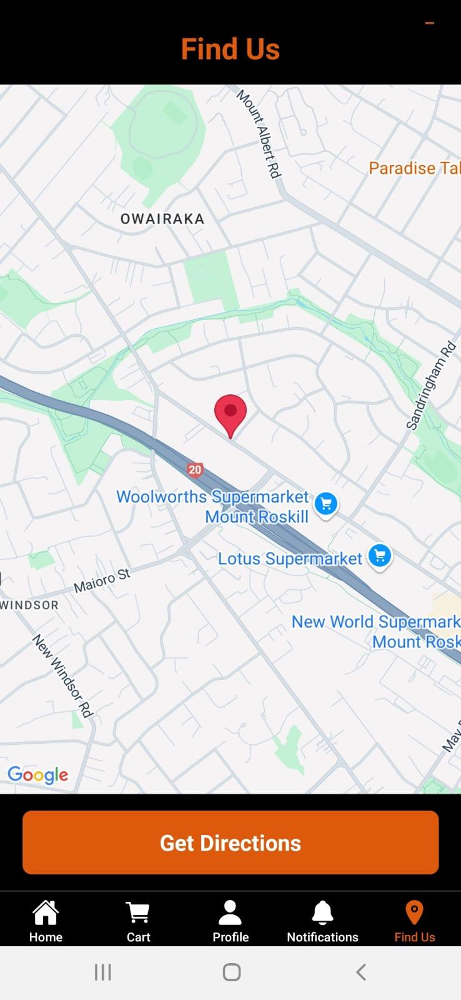 Find Us
Mount Albert Rd
Paradise Tal
OWAIRAKA
Sandringham Rd
20
Woolworths Supermarket
Mount Roskill
Lotus Supermarket
Maioro St
WINDSOR
New World Supermark
Mount Rosk
New Windsor Rd
May
Google
Get Directions
Home
Cart
Profile
Notifications
Find Us